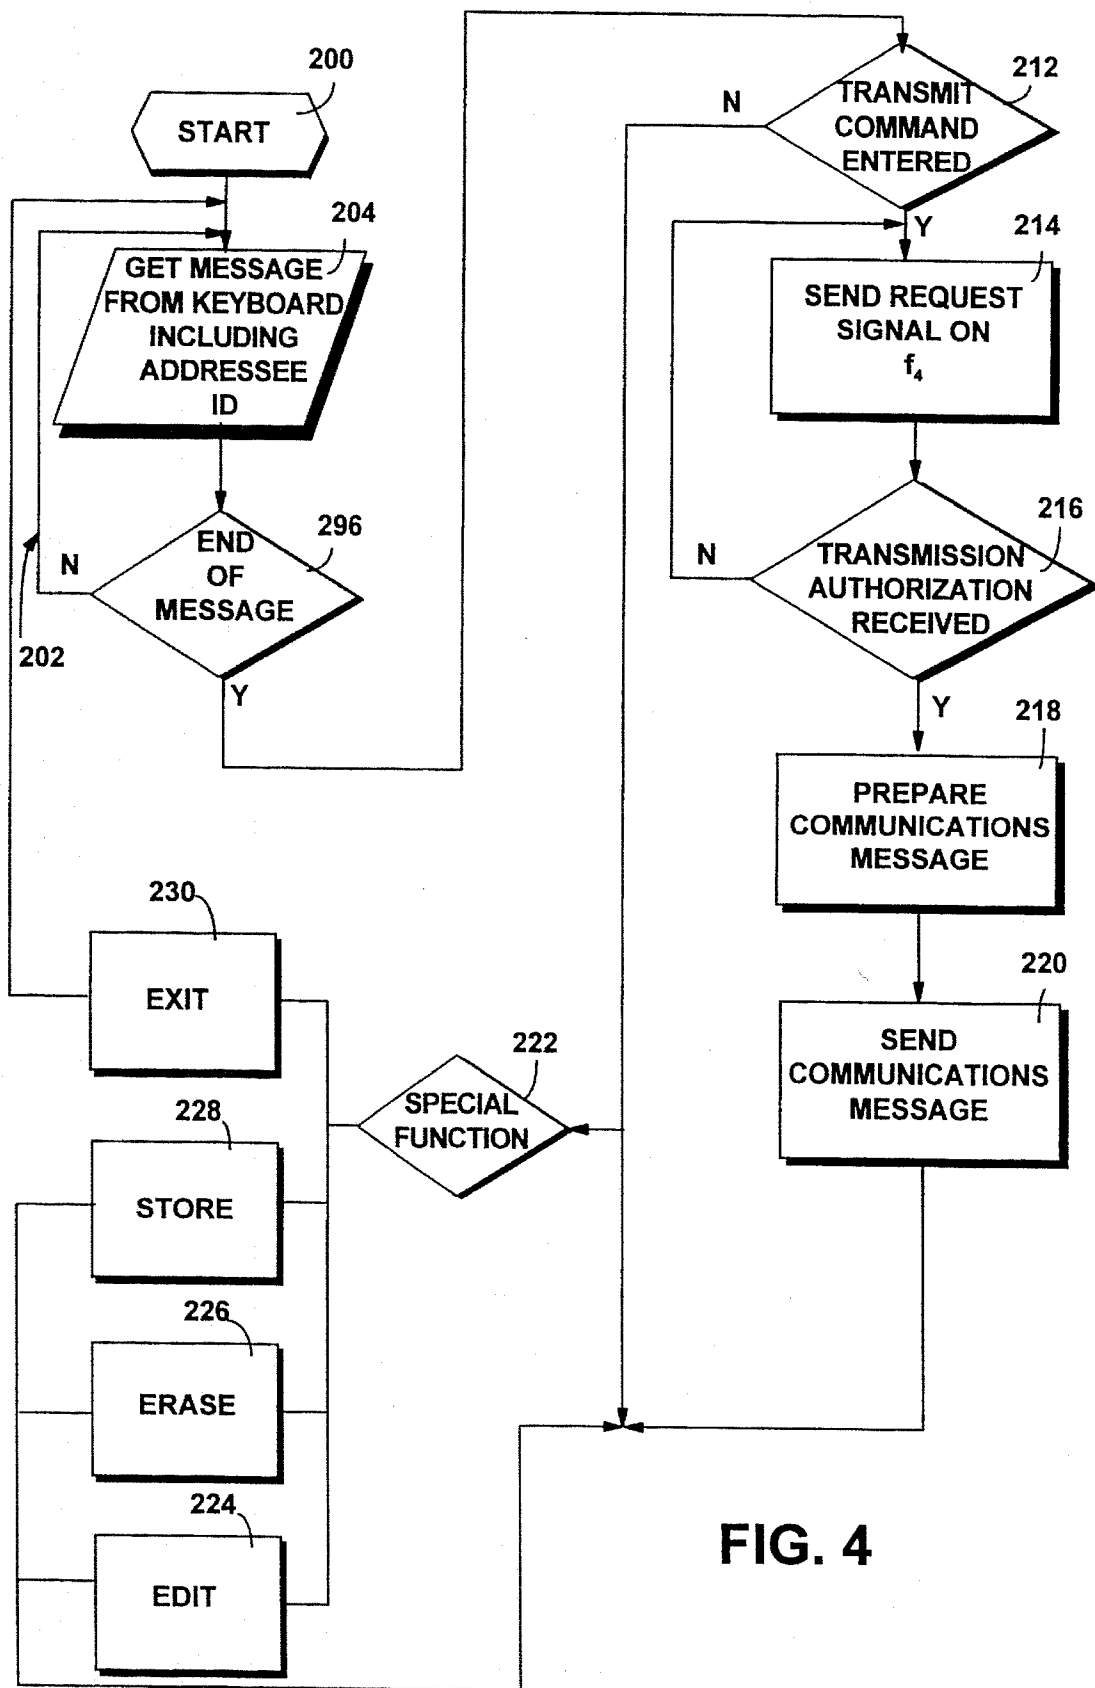 200
START
204
GET MESSAGE
FROM KEYBOARD
INCLUDING
ADDRESSEE
ID
296
END
OF
MESSAGE
N
202
Y
212
N
TRANSMIT
COMMAND
ENTERED
Y
214
SEND REQUEST
SIGNAL ON
f₄
216
N
TRANSMISSION
AUTHORIZATION
RECEIVED
Y
218
PREPARE
COMMUNICATIONS
MESSAGE
220
SEND
COMMUNICATIONS
MESSAGE
222
SPECIAL
FUNCTION
230
EXIT
228
STORE
226
ERASE
224
EDIT
FIG. 4